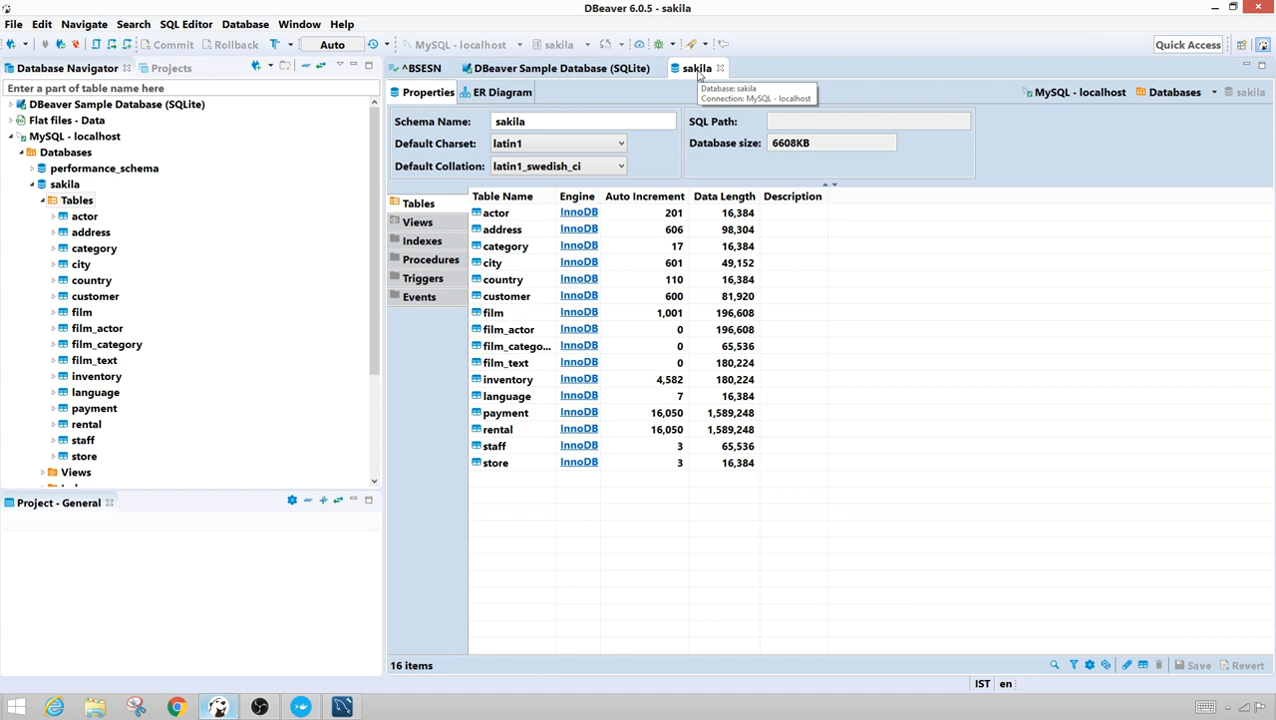 DBeaver 6.0.5 - sakila
File Edit Navigate Search SQL Editor Database Window Help
Commit Rollback Auto MySQL - localhost sakila Quick Access
Database Navigator Projects
Enter a part of table name here
DBeaver Sample Database (SQLite)
Flat files - Data
MySQL - localhost
Databases
performance_schema
sakila
Tables
actor
address
category
city
country
customer
film
film_actor
film_category
film_text
inventory
language
payment
rental
staff
store
Views
Project - General
^BSESN DBeaver Sample Database (SQLite) sakila
Properties ER Diagram MySQL - localhost Databases sakila
Database: sakila
Connection: MySQL - localhost
Schema Name: sakila SQL Path:
Default Charset: latin1 Database size: 6608KB
Default Collation: latin1_swedish_ci
Tables
Views
Indexes
Procedures
Triggers
Events
Table Name Engine Auto Increment Data Length Description
actor InnoDB 201 16,384
address InnoDB 606 98,304
category InnoDB 17 16,384
city InnoDB 601 49,152
country InnoDB 110 16,384
customer InnoDB 600 81,920
film InnoDB 1,001 196,608
film_actor InnoDB 0 196,608
film_catego... InnoDB 0 65,536
film_text InnoDB 0 180,224
inventory InnoDB 4,582 180,224
language InnoDB 7 16,384
payment InnoDB 16,050 1,589,248
rental InnoDB 16,050 1,589,248
staff InnoDB 3 65,536
store InnoDB 3 16,384
16 items Save Revert
IST en